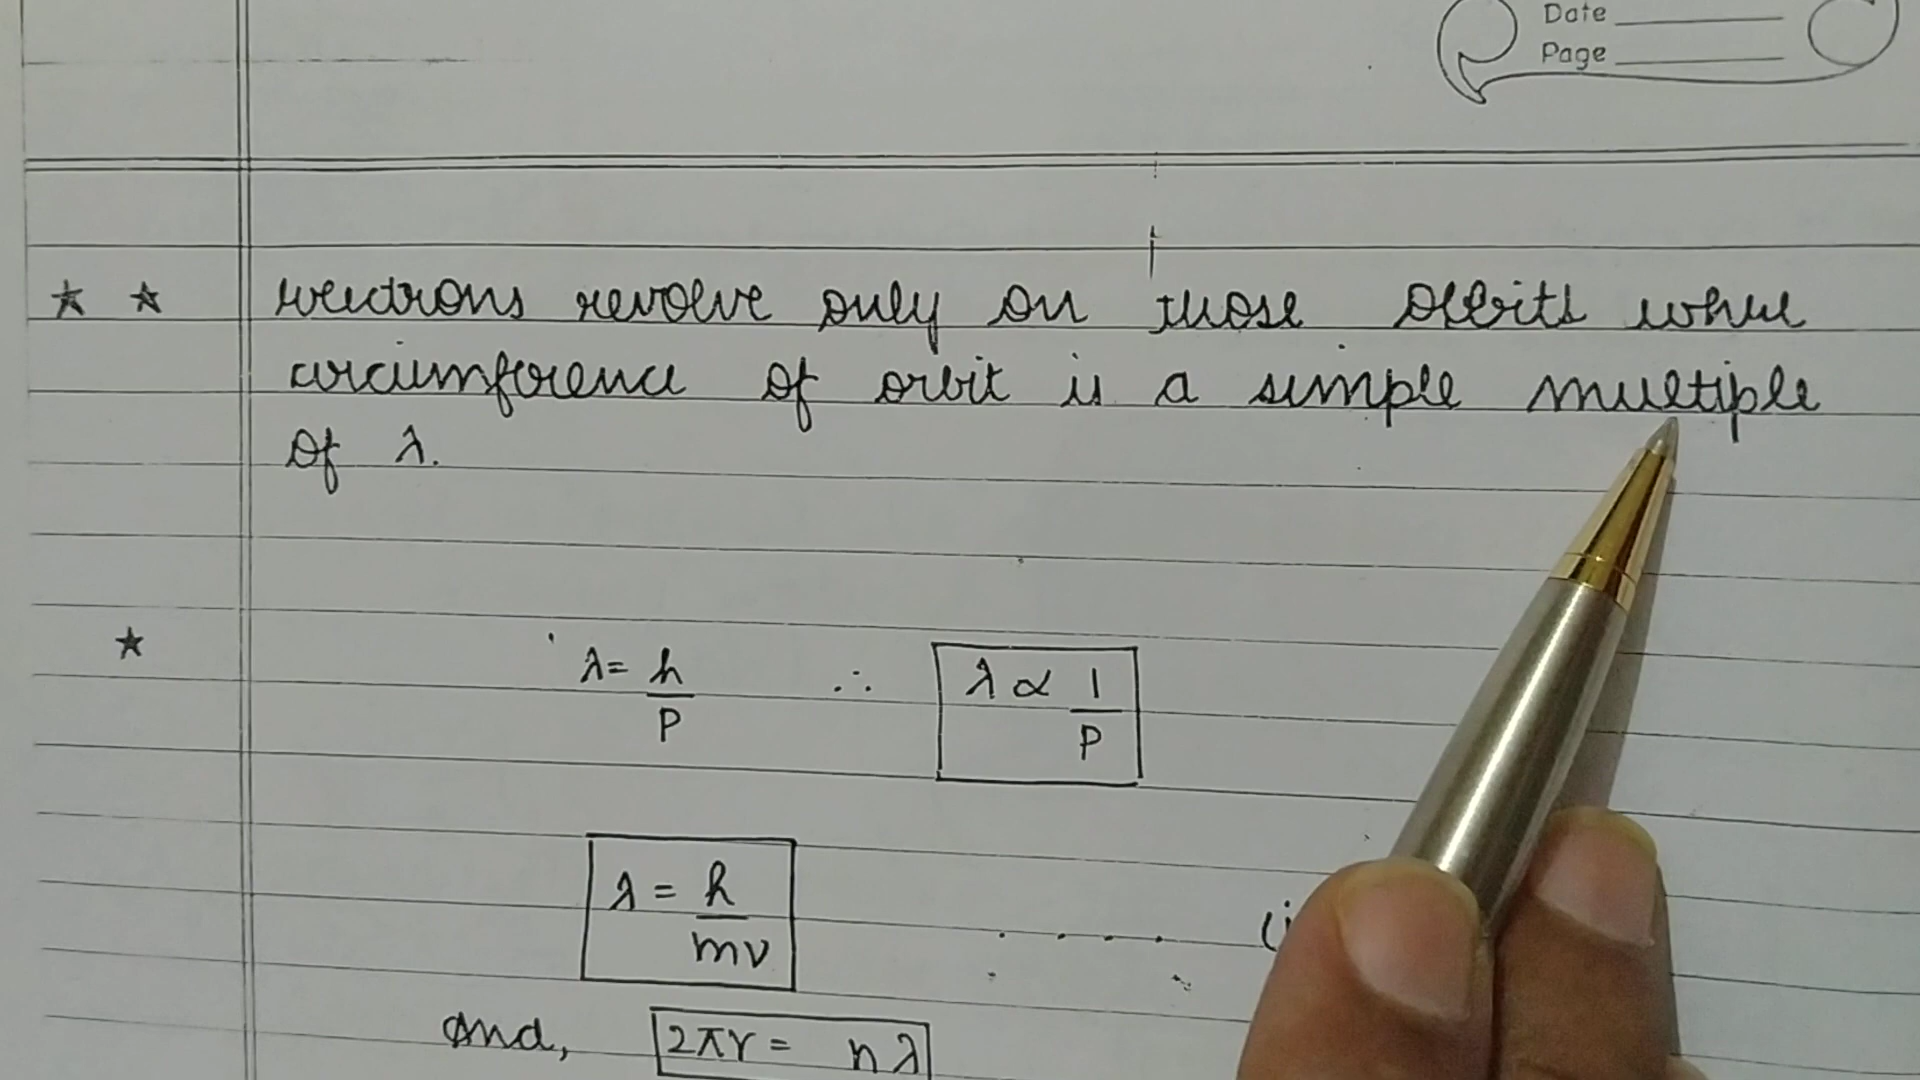 Date
Page
★ ★ electrons revolve only on those orbits whose
circumference of orbit is a simple multiple
of λ.
★ λ = h/P ∴ λ ∝ 1/P
λ = h/mv . . . . (i
And, 2πr = nλ